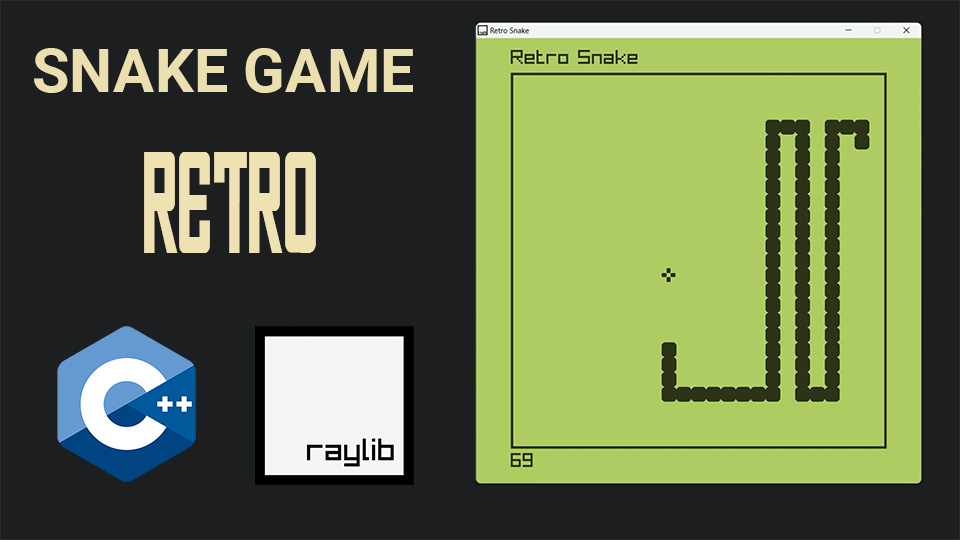 SNAKE GAME
RETRO
C++
raylib
Retro Snake
Retro Snake
69